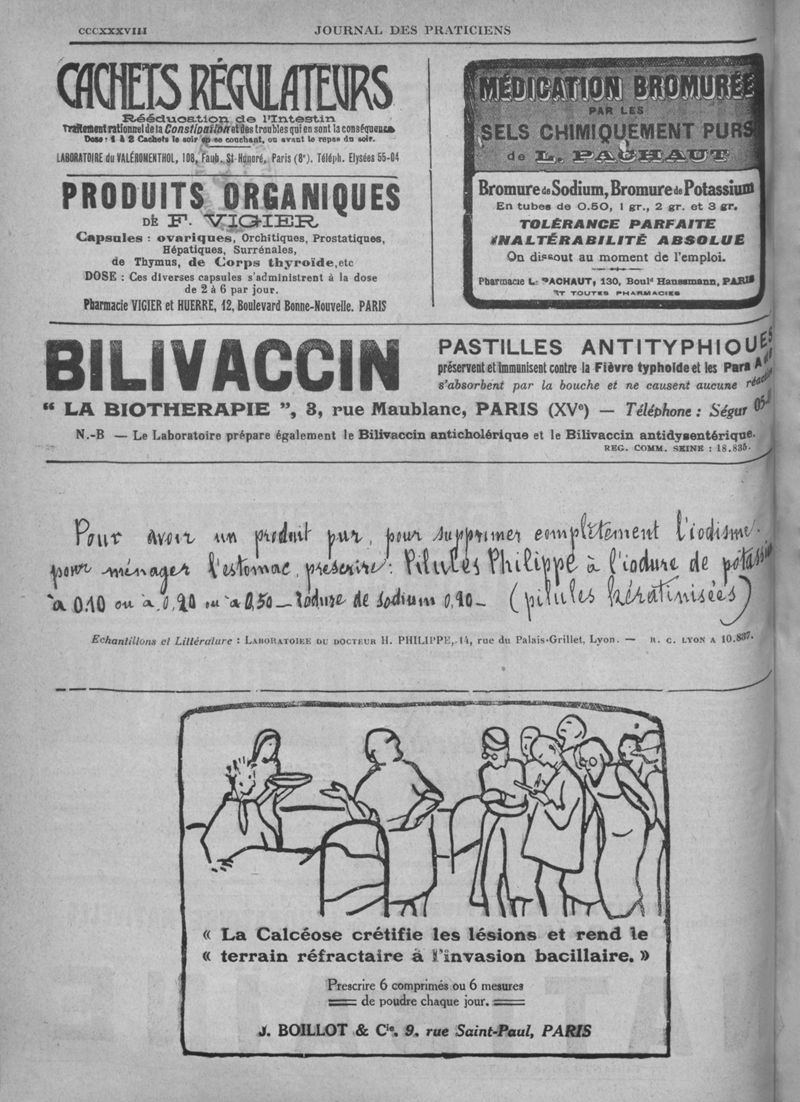 CCCXXXVIII
JOURNAL DES PRATICIENS
CACHETS RÉGULATEURS
Rééducation de l'Intestin
Traitement rationnel de la Constipation et des troubles qui en sont la conséquence
Dose : 1 à 2 Cachets le soir en se couchant, ou avant le repas du soir.
LABORATOIRE du VALÉROMENTHOL, 108, Faub. St-Honoré, Paris (8e). Téléph. Elysées 55-04
PRODUITS ORGANIQUES
DE F. VIGIER
Capsules : ovariques, Orchitiques, Prostatiques,
Hépatiques, Surrénales,
de Thymus, de Corps thyroïde, etc
DOSE : Ces diverses capsules s'administrent à la dose
de 2 à 6 par jour.
Pharmacie VIGIER et HUERRE, 12, Boulevard Bonne-Nouvelle. PARIS
MÉDICATION BROMURÉE
PAR LES
SELS CHIMIQUEMENT PURS
de L. PACHAUT
Bromure de Sodium, Bromure de Potassium
En tubes de 0.50, 1 gr., 2 gr. et 3 gr.
TOLÉRANCE PARFAITE
INALTÉRABILITÉ ABSOLUE
On dissout au moment de l'emploi.
Pharmacie L. PACHAUT, 130, Bould Haussmann, PARIS
ET TOUTES PHARMACIES
BILIVACCIN
PASTILLES ANTITYPHIQUES
préservent et immunisent contre la Fièvre typhoïde et les Para A
s'absorbent par la bouche et ne causent aucune
" LA BIOTHERAPIE ", 3, rue Maublanc, PARIS (XVe) — Téléphone : Ségur 05-
N.-B — Le Laboratoire prépare également le Bilivaccin anticholérique et le Bilivaccin antidysentérique.
REG. COMM. SEINE : 18.835.
Pour avoir un produit pur, pour supprimer complètement l'iodisme.
pour ménager l'estomac, prescrire : Pilules Philippe à l'iodure de potassium
à 0.10 ou à 0,20 ou à 0,50 — Iodure de sodium 0,20 — (pilules kératinisées)
Echantillons et Littérature : LABORATOIRE DU DOCTEUR H. PHILIPPE, 14, rue du Palais-Grillet, Lyon. — R. C. LYON A 10.837.
« La Calcéose crétifie les lésions et rend le
« terrain réfractaire à l'invasion bacillaire. »
Prescrire 6 comprimés ou 6 mesures
de poudre chaque jour.
J. BOILLOT & Cie, 9, rue Saint-Paul, PARIS